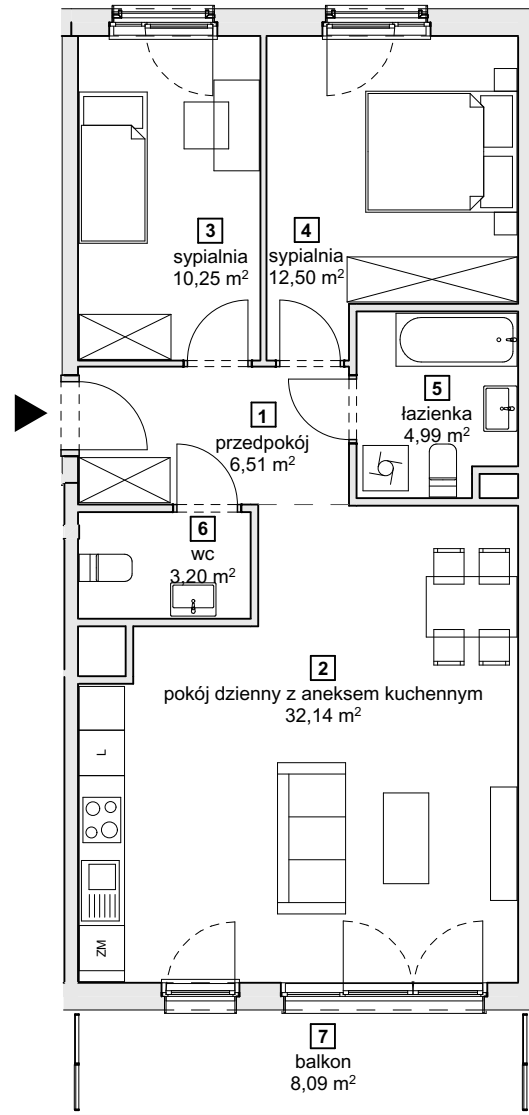 3
sypialnia
10,25 m²
4
sypialnia
12,50 m²
1
przedpokój
6,51 m²
5
łazienka
4,99 m²
6
wc
3,20 m²
2
pokój dzienny z aneksem kuchennym
32,14 m²
L
ZM
7
balkon
8,09 m²